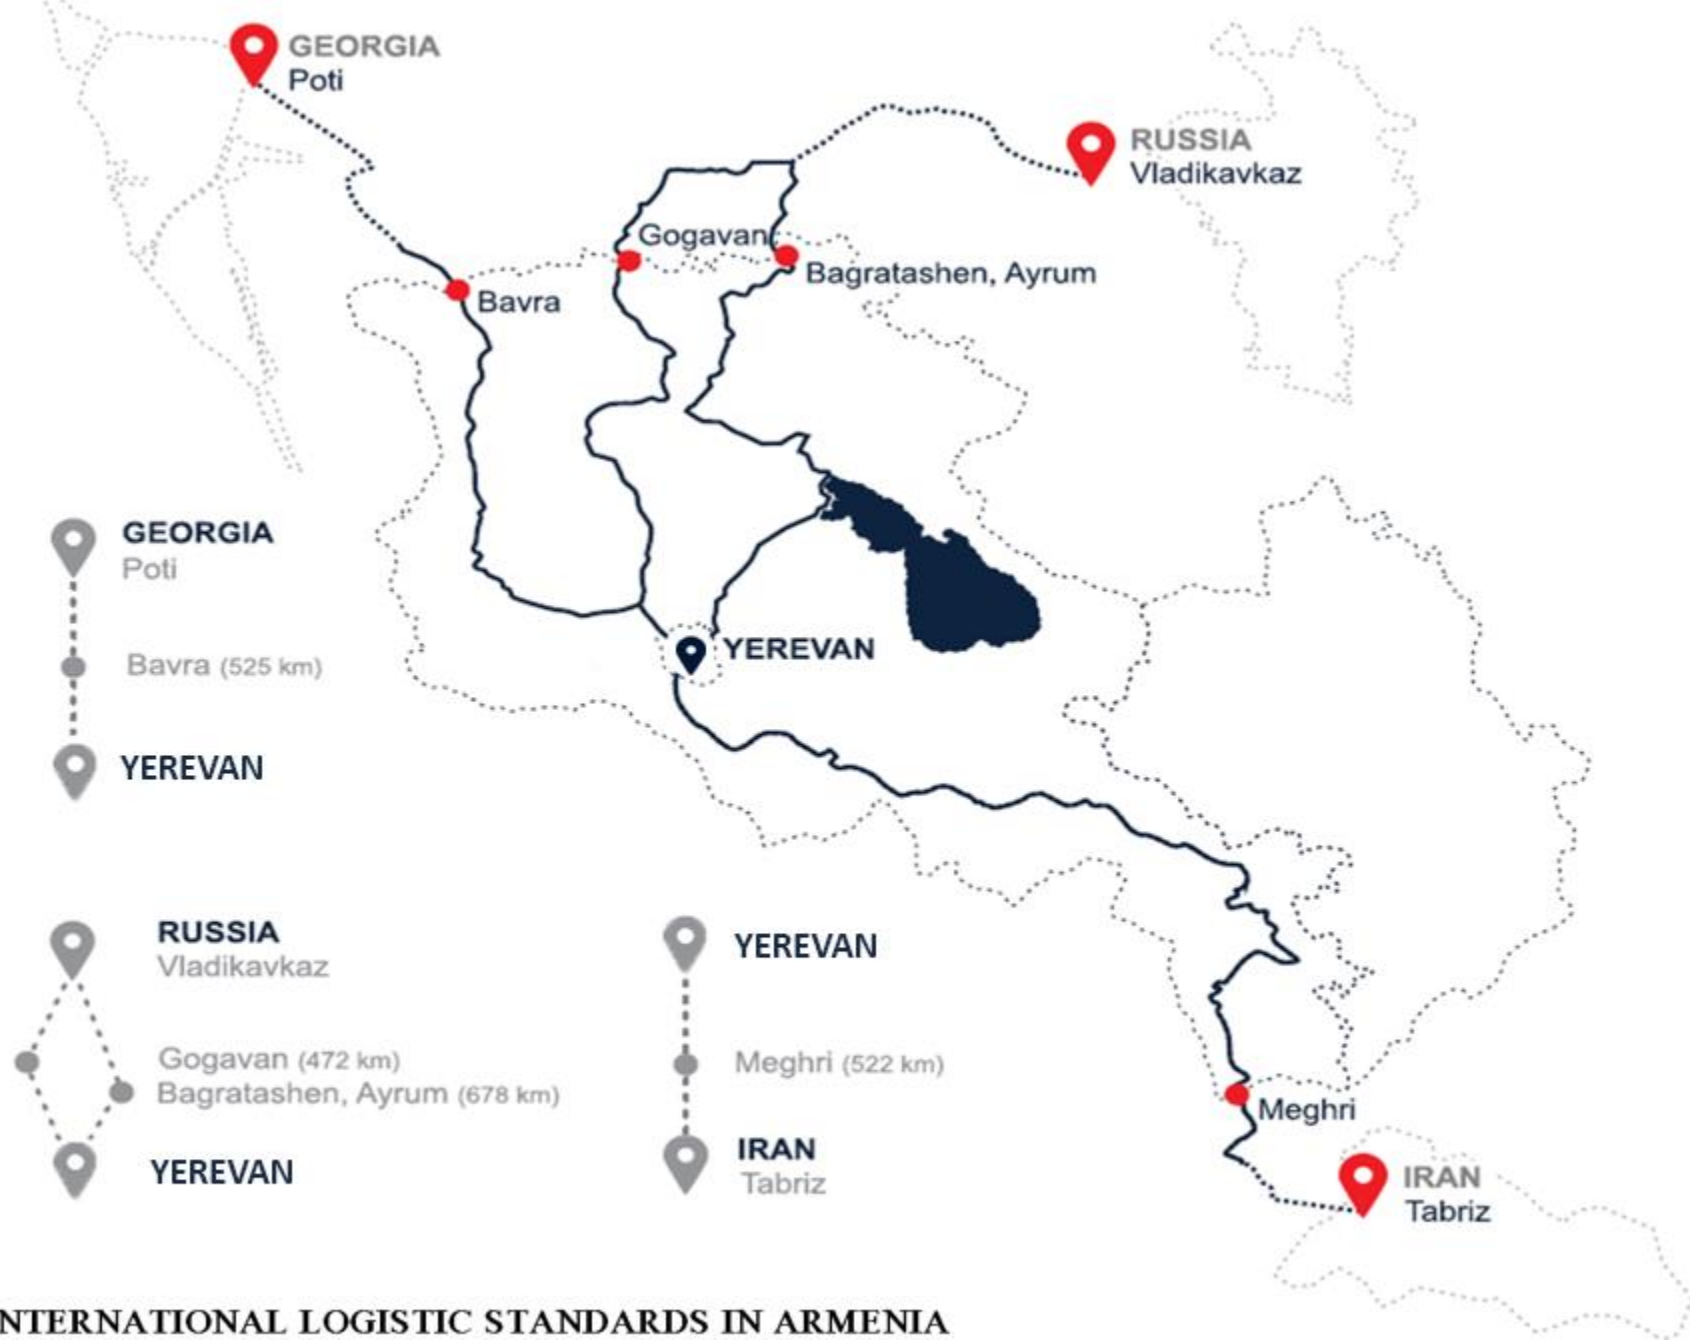 GEORGIA
Poti
RUSSIA
Vladikavkaz
Gogavan
Bagratashen, Ayrum
Bavra
GEORGIA
Poti
Bavra (525 km)
YEREVAN
YEREVAN
RUSSIA
Vladikavkaz
Gogavan (472 km)
Bagratashen, Ayrum (678 km)
YEREVAN
YEREVAN
Meghri (522 km)
IRAN
Tabriz
Meghri
IRAN
Tabriz
NTERNATIONAL LOGISTIC STANDARDS IN ARMENIA